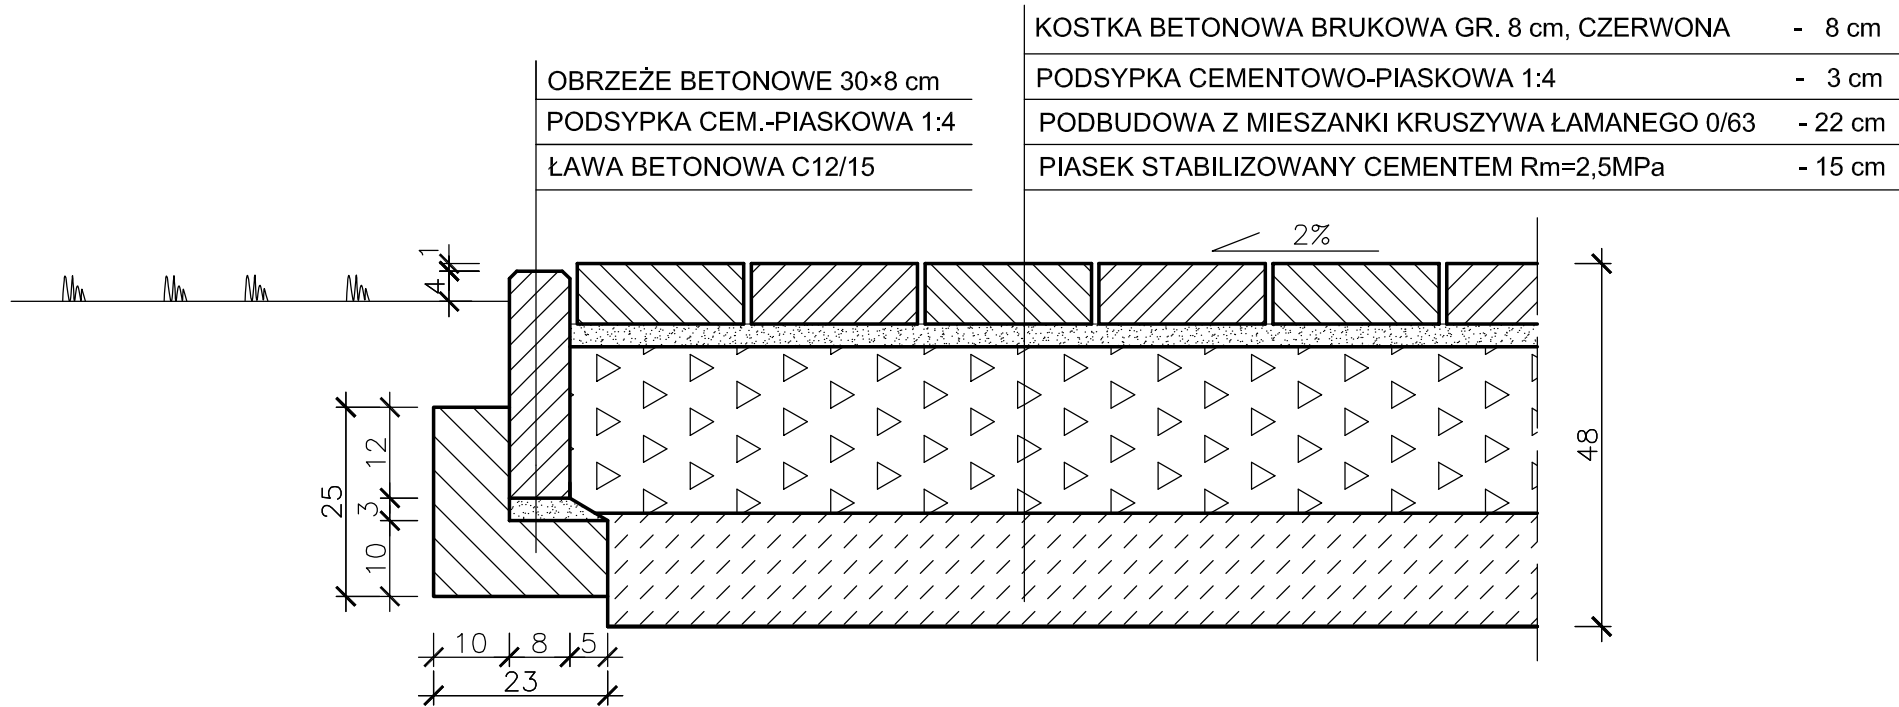 KOSTKA BETONOWA BRUKOWA GR. 8 cm, CZERWONA - 8 cm
PODSYPKA CEMENTOWO-PIASKOWA 1:4 - 3 cm
PODBUDOWA Z MIESZANKI KRUSZYWA ŁAMANEGO 0/63 - 22 cm
PIASEK STABILIZOWANY CEMENTEM Rm=2,5MPa - 15 cm
OBRZEŻE BETONOWE 30×8 cm
PODSYPKA CEM.-PIASKOWA 1:4
ŁAWA BETONOWA C12/15
2%
1
4
12
3
10
25
48
10 8 5
23